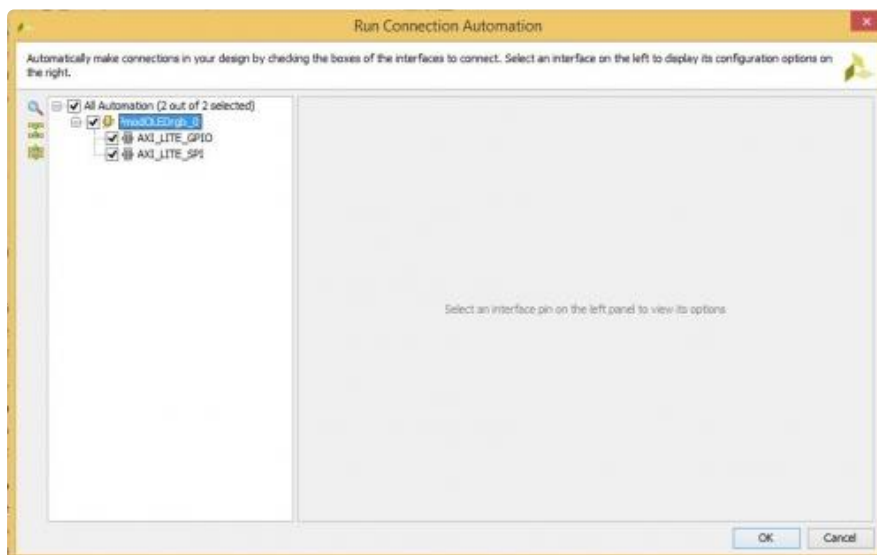 Run Connection Automation
Automatically make connections in your design by checking the boxes of the interfaces to connect. Select an interface on the left to display its configuration options on
the right.
All Automation (2 out of 2 selected)
PmodOLEDrgb_0
AXI_LITE_GPIO
AXI_LITE_SPI
Select an interface pin on the left panel to view its options
OK
Cancel